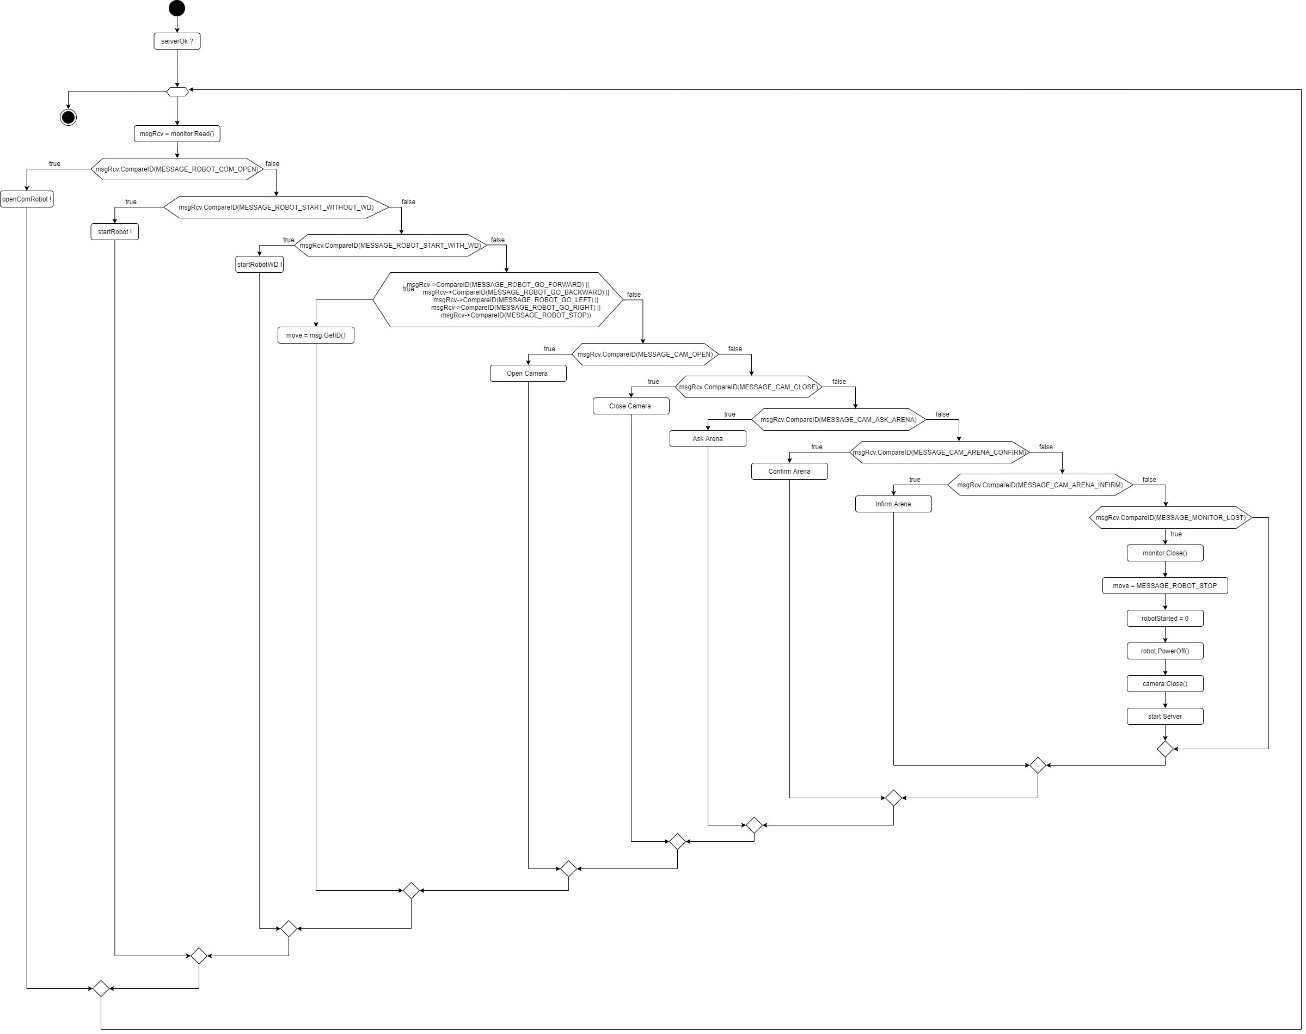 serverOk ?
msgRcv = monitor.Read()
true
msgRcv.CompareID(MESSAGE_ROBOT_COM_OPEN)
false
openComRobot !
true
msgRcv.CompareID(MESSAGE_ROBOT_START_WITHOUT_WD)
false
startRobot !
true
msgRcv.CompareID(MESSAGE_ROBOT_START_WITH_WD)
false
startRobotWD !
true
msgRcv->CompareID(MESSAGE_ROBOT_GO_FORWARD) ||
msgRcv->CompareID(MESSAGE_ROBOT_GO_BACKWARD) ||
msgRcv->CompareID(MESSAGE_ROBOT_GO_LEFT) ||
msgRcv->CompareID(MESSAGE_ROBOT_GO_RIGHT) ||
msgRcv->CompareID(MESSAGE_ROBOT_STOP))
false
move = msg.GetID()
true
msgRcv.CompareID(MESSAGE_CAM_OPEN)
false
Open Camera
true
msgRcv.CompareID(MESSAGE_CAM_CLOSE)
false
Close Camera
true
msgRcv.CompareID(MESSAGE_CAM_ASK_ARENA)
false
Ask Arena
true
msgRcv.CompareID(MESSAGE_CAM_ARENA_CONFIRM)
false
Confirm Arena
true
msgRcv.CompareID(MESSAGE_CAM_ARENA_INFIRM)
false
Infirm Arena
msgRcv.CompareID(MESSAGE_MONITOR_LOST)
true
monitor.Close()
move = MESSAGE_ROBOT_STOP
robotStarted = 0
robot.PowerOff()
camera.Close()
start Server